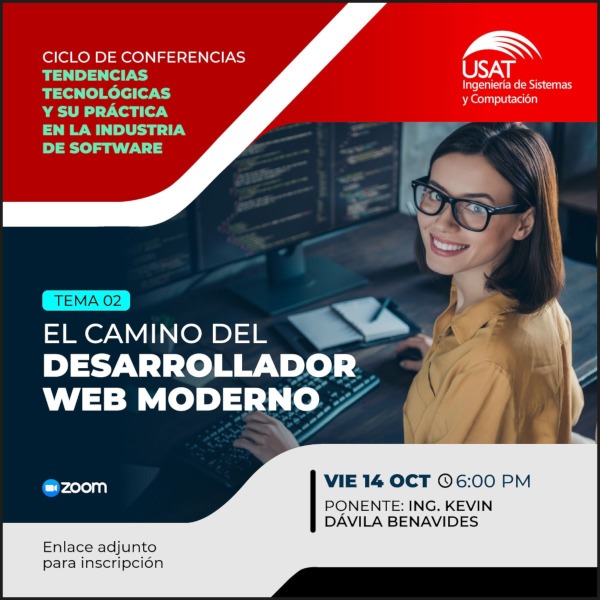 CICLO DE CONFERENCIAS
TENDENCIAS
TECNOLÓGICAS
Y SU PRÁCTICA
EN LA INDUSTRIA
DE SOFTWARE
USAT
Ingeniería de Sistemas
y Computación
TEMA 02
EL CAMINO DEL
DESARROLLADOR
WEB MODERNO
zoom
VIE 14 OCT 6:00 PM
PONENTE: ING. KEVIN
DÁVILA BENAVIDES
Enlace adjunto
para inscripción